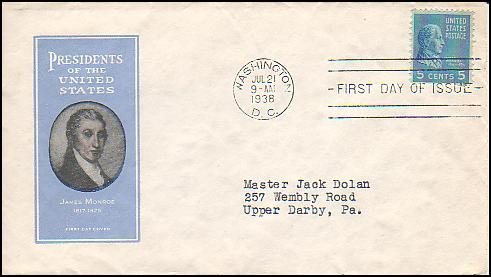 PRESIDENTS
OF THE
UNITED
STATES
JAMES MONROE
1817-1825
FIRST DAY COVER
WASHINGTON
JUL 21
9-AM
1938
D. C.
UNITED
STATES
POSTAGE
5 CENTS 5
FIRST DAY OF ISSUE
Master Jack Dolan
257 Wembly Road
Upper Darby, Pa.